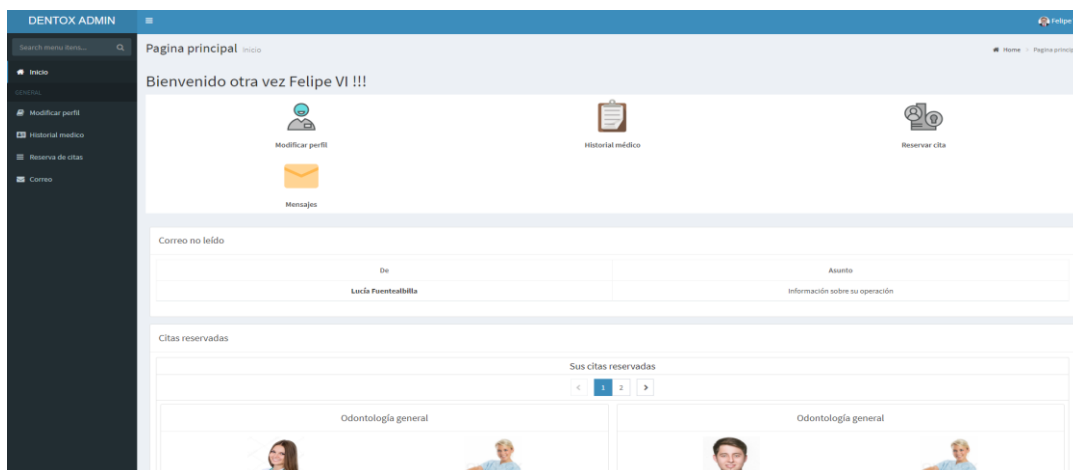 DENTOX ADMIN
Felipe
Search menu items...
Pagina principal Inicio
Home > Pagina princip
Inicio
Bienvenido otra vez Felipe VI !!!
GENERAL
Modificar perfil
Historial medico
Reserva de citas
Correo
Modificar perfil
Historial médico
Reservar cita
Mensajes
Correo no leído
De
Asunto
Lucía Fuentealbilla
Información sobre su operación
Citas reservadas
Sus citas reservadas
< 1 2 >
Odontología general
Odontología general